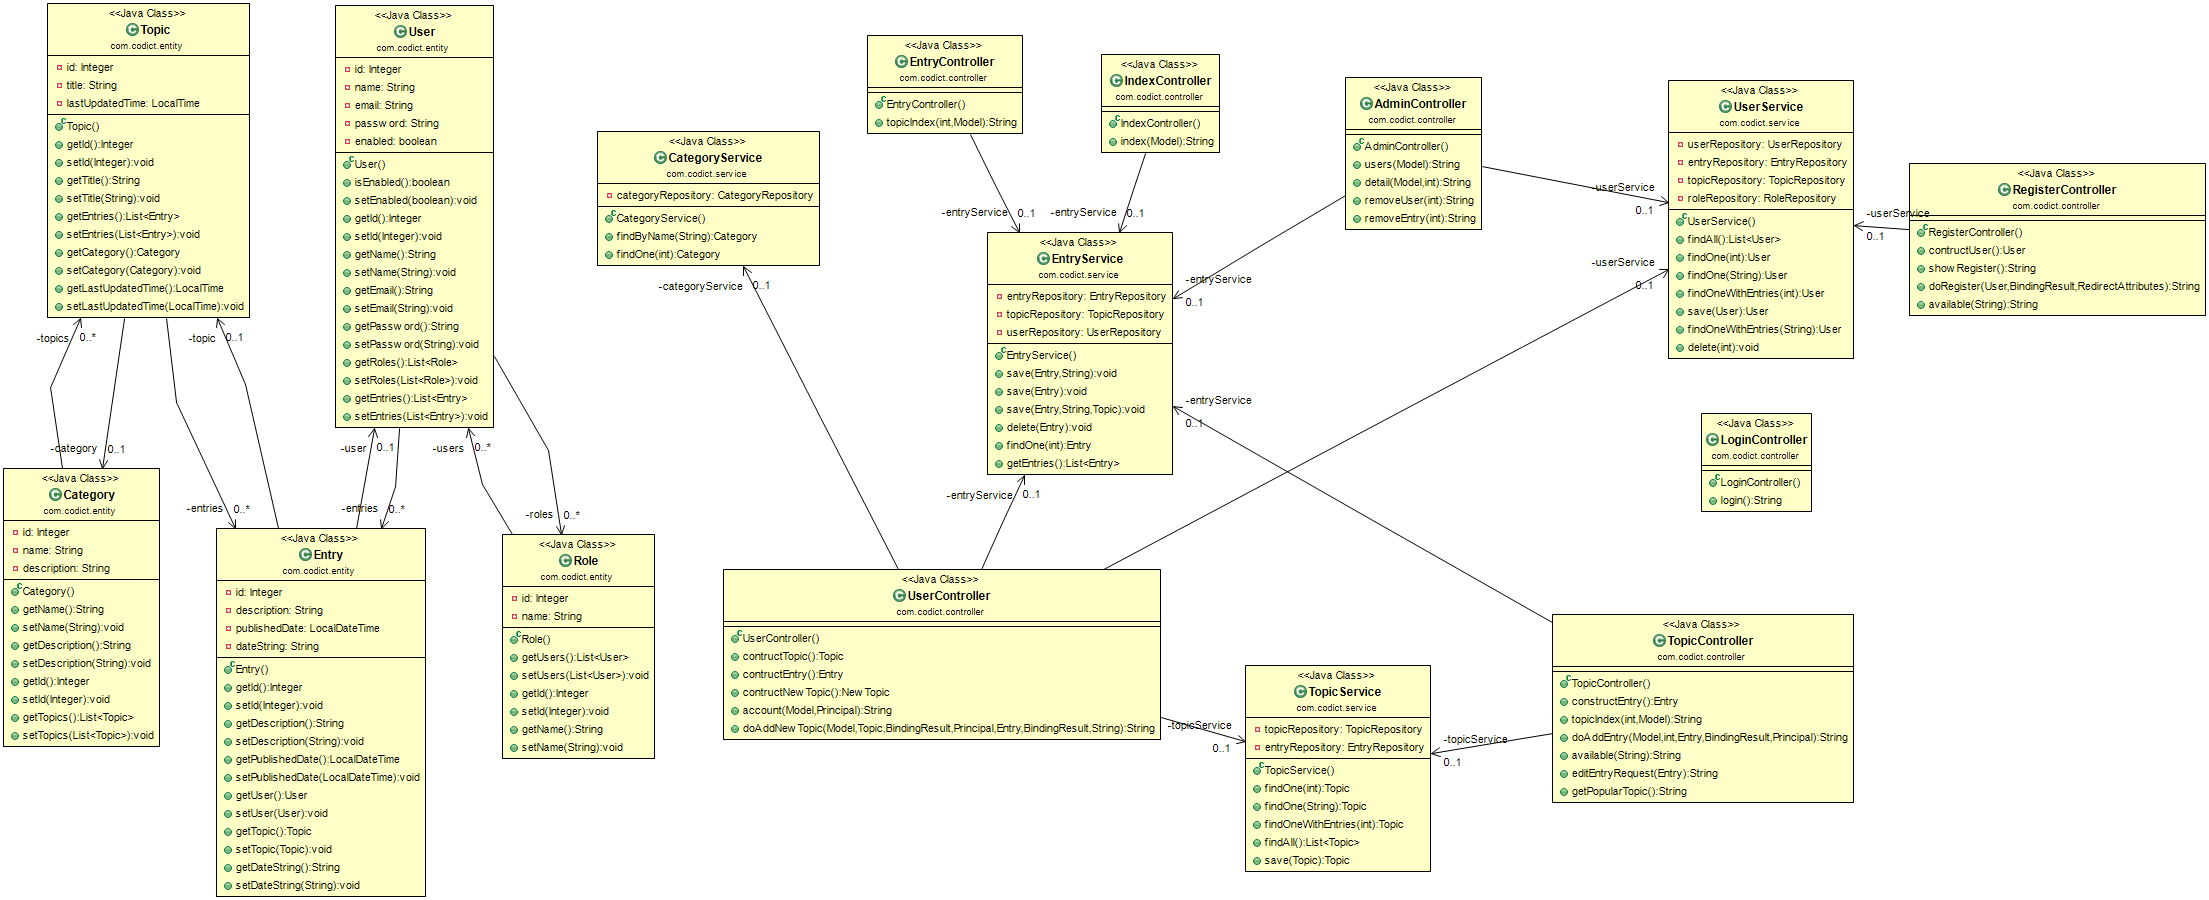 <<Java Class>>
Topic
com.codict.entity
id: Integer
title: String
lastUpdatedTime: LocalTime
Topic()
getId():Integer
setId(Integer):void
getTitle():String
setTitle(String):void
getEntries():List<Entry>
setEntries(List<Entry>):void
getCategory():Category
setCategory(Category):void
getLastUpdatedTime():LocalTime
setLastUpdatedTime(LocalTime):void
-topics 0..*
-topic 0..1
-category 0..1
-entries 0..*
<<Java Class>>
User
com.codict.entity
id: Integer
name: String
email: String
password: String
enabled: boolean
User()
isEnabled():boolean
setEnabled(boolean):void
getId():Integer
setId(Integer):void
getName():String
setName(String):void
getEmail():String
setEmail(String):void
getPassword():String
setPassword(String):void
getRoles():List<Role>
setRoles(List<Role>):void
getEntries():List<Entry>
setEntries(List<Entry>):void
-user 0..1
-users 0..*
-entries 0..*
-roles 0..*
<<Java Class>>
Category
com.codict.entity
id: Integer
name: String
description: String
Category()
getName():String
setName(String):void
getDescription():String
setDescription(String):void
getId():Integer
setId(Integer):void
getTopics():List<Topic>
setTopics(List<Topic>):void
<<Java Class>>
Entry
com.codict.entity
id: Integer
description: String
publishedDate: LocalDateTime
dateString: String
Entry()
getId():Integer
setId(Integer):void
getDescription():String
setDescription(String):void
getPublishedDate():LocalDateTime
setPublishedDate(LocalDateTime):void
getUser():User
setUser(User):void
getTopic():Topic
setTopic(Topic):void
getDateString():String
setDateString(String):void
<<Java Class>>
Role
com.codict.entity
id: Integer
name: String
Role()
getUsers():List<User>
setUsers(List<User>):void
getId():Integer
setId(Integer):void
getName():String
setName(String):void
<<Java Class>>
CategoryService
com.codict.service
categoryRepository: CategoryRepository
CategoryService()
findByName(String):Category
findOne(int):Category
-categoryService 0..1
<<Java Class>>
EntryController
com.codict.controller
EntryController()
topicIndex(int,Model):String
-entryService 0..1
<<Java Class>>
IndexController
com.codict.controller
IndexController()
index(Model):String
-entryService 0..1
<<Java Class>>
EntryService
com.codict.service
entryRepository: EntryRepository
topicRepository: TopicRepository
userRepository: UserRepository
EntryService()
save(Entry,String):void
save(Entry):void
save(Entry,String,Topic):void
delete(Entry):void
findOne(int):Entry
getEntries():List<Entry>
-entryService 0..1
<<Java Class>>
AdminController
com.codict.controller
AdminController()
users(Model):String
detail(Model,int):String
removeUser(int):String
removeEntry(int):String
-userService
0..1
-entryService
0..1
-userService
0..1
-entryService
0..1
<<Java Class>>
UserService
com.codict.service
userRepository: UserRepository
entryRepository: EntryRepository
topicRepository: TopicRepository
roleRepository: RoleRepository
UserService()
findAll():List<User>
findOne(int):User
findOne(String):User
findOneWithEntries(int):User
save(User):User
findOneWithEntries(String):User
delete(int):void
-userService
0..1
<<Java Class>>
RegisterController
com.codict.controller
RegisterController()
contructUser():User
showRegister():String
doRegister(User,BindingResult,RedirectAttributes):String
available(String):String
<<Java Class>>
LoginController
com.codict.controller
LoginController()
login():String
<<Java Class>>
UserController
com.codict.controller
UserController()
contructTopic():Topic
contructEntry():Entry
contructNewTopic():NewTopic
account(Model,Principal):String
doAddNewTopic(Model,Topic,BindingResult,Principal,Entry,BindingResult,String):String
-topicService
0..1
<<Java Class>>
TopicService
com.codict.service
topicRepository: TopicRepository
entryRepository: EntryRepository
TopicService()
findOne(int):Topic
findOne(String):Topic
findOneWithEntries(int):Topic
findAll():List<Topic>
save(Topic):Topic
-topicService
0..1
<<Java Class>>
TopicController
com.codict.controller
TopicController()
constructEntry():Entry
topicIndex(int,Model):String
doAddEntry(Model,int,Entry,BindingResult,Principal):String
available(String):String
editEntryRequest(Entry):String
getPopularTopic():String